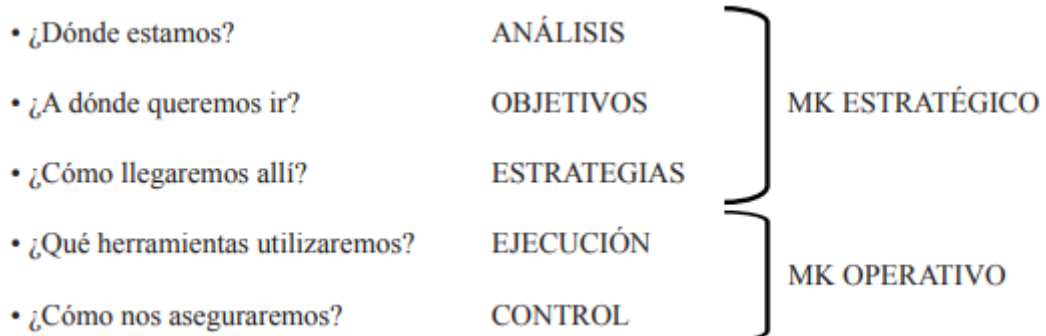 • ¿Dónde estamos? ANÁLISIS
• ¿A dónde queremos ir? OBJETIVOS MK ESTRATÉGICO
• ¿Cómo llegaremos allí? ESTRATEGIAS
• ¿Qué herramientas utilizaremos? EJECUCIÓN
MK OPERATIVO
• ¿Cómo nos aseguraremos? CONTROL